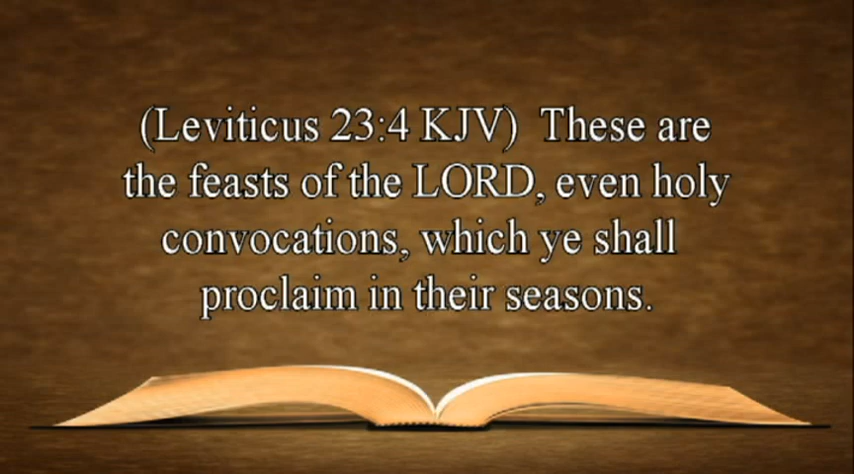 (Leviticus 23:4 KJV)  These are
the feasts of the LORD, even holy
convocations, which ye shall
proclaim in their seasons.